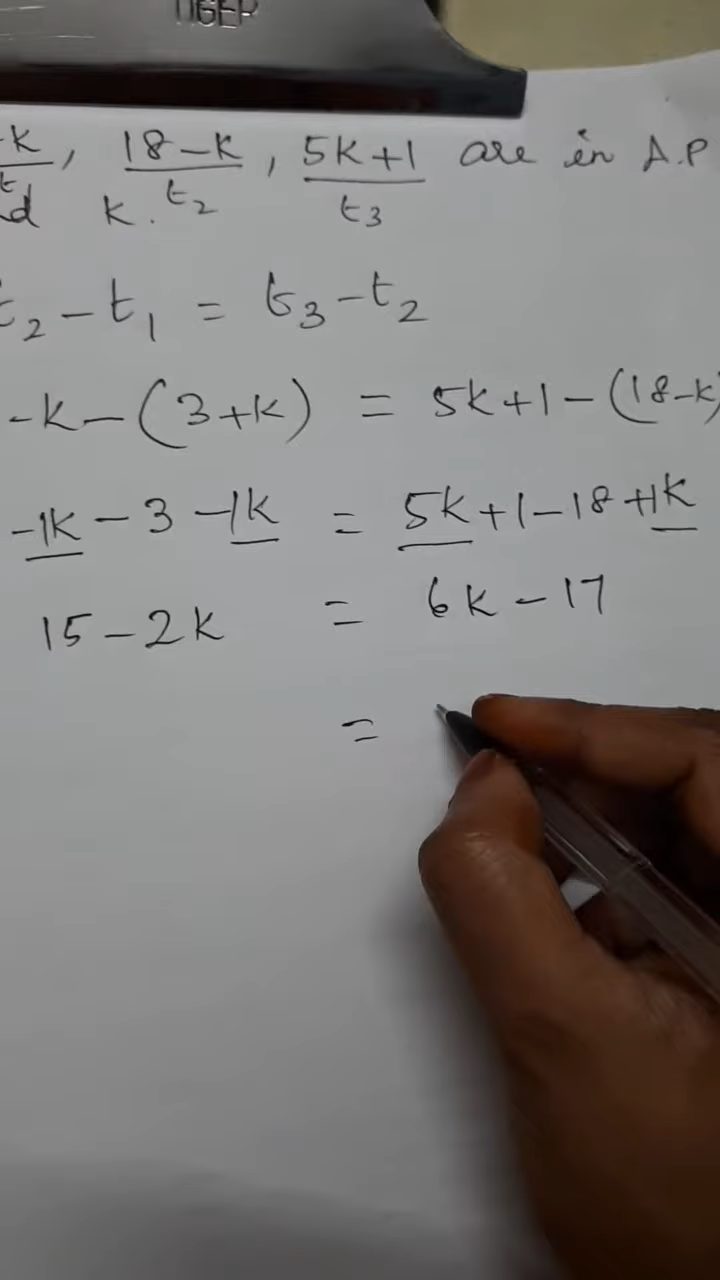 TIGER
+k, 18-k, 5k+1 are in A.P
t t2 t3
d k.
t2 - t1 = t3 - t2
-k-(3+k) = 5k+1-(18-k)
-1k - 3 -1k = 5k+1-18+1k
15-2k = 6k-17
=